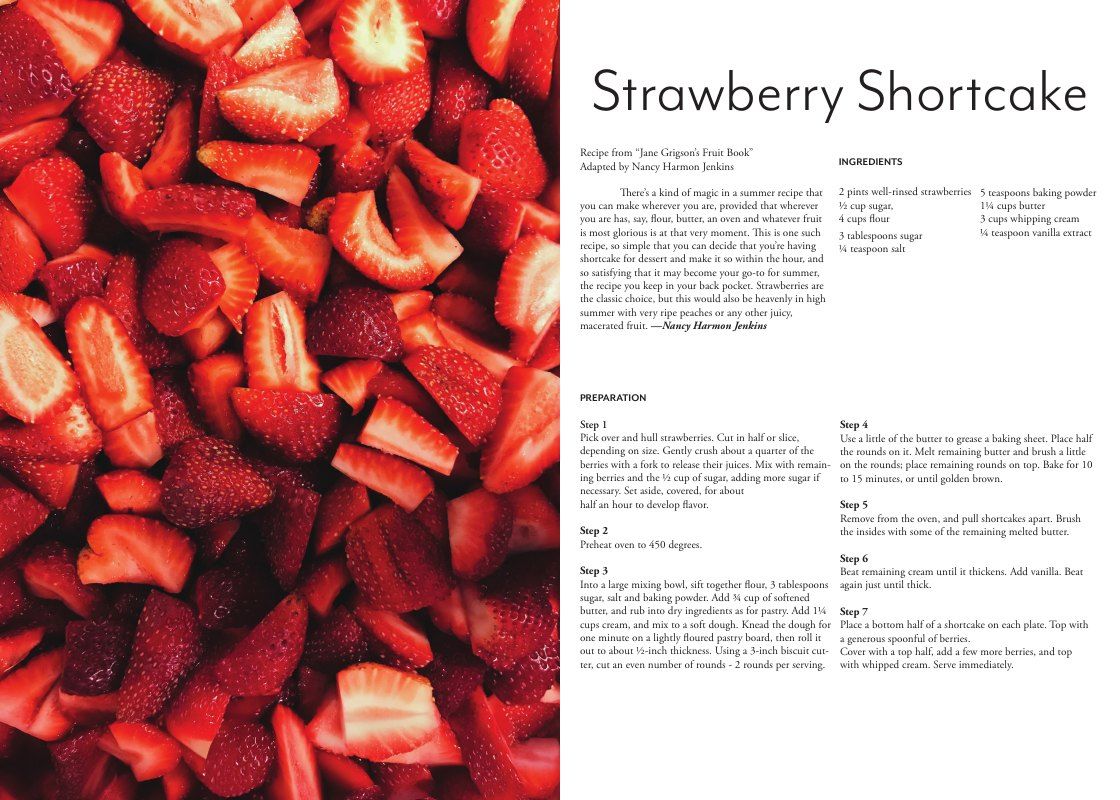 Strawberry Shortcake
Recipe from “Jane Grigson’s Fruit Book”
Adapted by Nancy Harmon Jenkins
There’s a kind of magic in a summer recipe that
you can make wherever you are, provided that wherever
you are has, say, flour, butter, an oven and whatever fruit
is most glorious is at that very moment. This is one such
recipe, so simple that you can decide that you’re having
shortcake for dessert and make it so within the hour, and
so satisfying that it may become your go-to for summer,
the recipe you keep in your back pocket. Strawberries are
the classic choice, but this would also be heavenly in high
summer with very ripe peaches or any other juicy,
macerated fruit. —Nancy Harmon Jenkins
INGREDIENTS
2 pints well-rinsed strawberries
½ cup sugar,
4 cups flour
3 tablespoons sugar
¼ teaspoon salt
5 teaspoons baking powder
1¼ cups butter
3 cups whipping cream
¼ teaspoon vanilla extract
PREPARATION
Step 1
Pick over and hull strawberries. Cut in half or slice,
depending on size. Gently crush about a quarter of the
berries with a fork to release their juices. Mix with remain-
ing berries and the ½ cup of sugar, adding more sugar if
necessary. Set aside, covered, for about
half an hour to develop flavor.
Step 2
Preheat oven to 450 degrees.
Step 3
Into a large mixing bowl, sift together flour, 3 tablespoons
sugar, salt and baking powder. Add ¾ cup of softened
butter, and rub into dry ingredients as for pastry. Add 1¼
cups cream, and mix to a soft dough. Knead the dough for
one minute on a lightly floured pastry board, then roll it
out to about ½-inch thickness. Using a 3-inch biscuit cut-
ter, cut an even number of rounds - 2 rounds per serving.
Step 4
Use a little of the butter to grease a baking sheet. Place half
the rounds on it. Melt remaining butter and brush a little
on the rounds; place remaining rounds on top. Bake for 10
to 15 minutes, or until golden brown.
Step 5
Remove from the oven, and pull shortcakes apart. Brush
the insides with some of the remaining melted butter.
Step 6
Beat remaining cream until it thickens. Add vanilla. Beat
again just until thick.
Step 7
Place a bottom half of a shortcake on each plate. Top with
a generous spoonful of berries.
Cover with a top half, add a few more berries, and top
with whipped cream. Serve immediately.